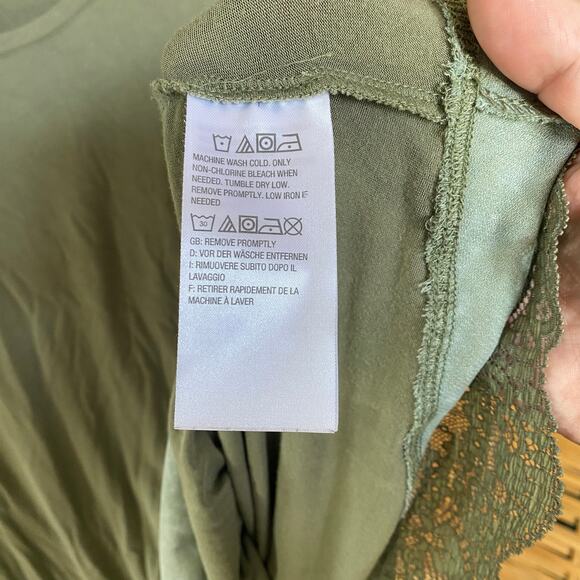 MACHINE WASH COLD. ONLY
NON-CHLORINE BLEACH WHEN
NEEDED. TUMBLE DRY LOW.
REMOVE PROMPTLY. LOW IRON IF
NEEDED
30
GB: REMOVE PROMPTLY
D: VOR DER WÄSCHE ENTFERNEN
I: RIMUOVERE SUBITO DOPO IL
LAVAGGIO
F: RETIRER RAPIDEMENT DE LA
MACHINE À LAVER